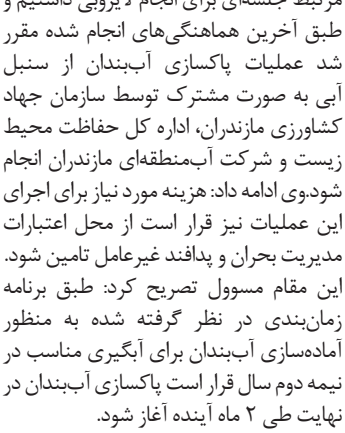 مرتبط جلسه‌ای برای انجام لایروبی داشتیم و
طبق آخرین هماهنگی‌های انجام شده مقرر
شد عملیات پاکسازی آب‌بندان از سنبل
آبی به صورت مشترک توسط سازمان جهاد
کشاورزی مازندران، اداره کل حفاظت محیط
زیست و شرکت آب‌منطقه‌ای مازندران انجام
شود.وی ادامه داد: هزینه مورد نیاز برای اجرای
این عملیات نیز قرار است از محل اعتبارات
مدیریت بحران و پدافند غیرعامل تامین شود.
این مقام مسوول تصریح کرد: طبق برنامه
زمان‌بندی در نظر گرفته شده به منظور
آماده‌سازی آب‌بندان برای آبگیری مناسب در
نیمه دوم سال قرار است پاکسازی آب‌بندان در
نهایت طی ۲ ماه آینده آغاز شود.